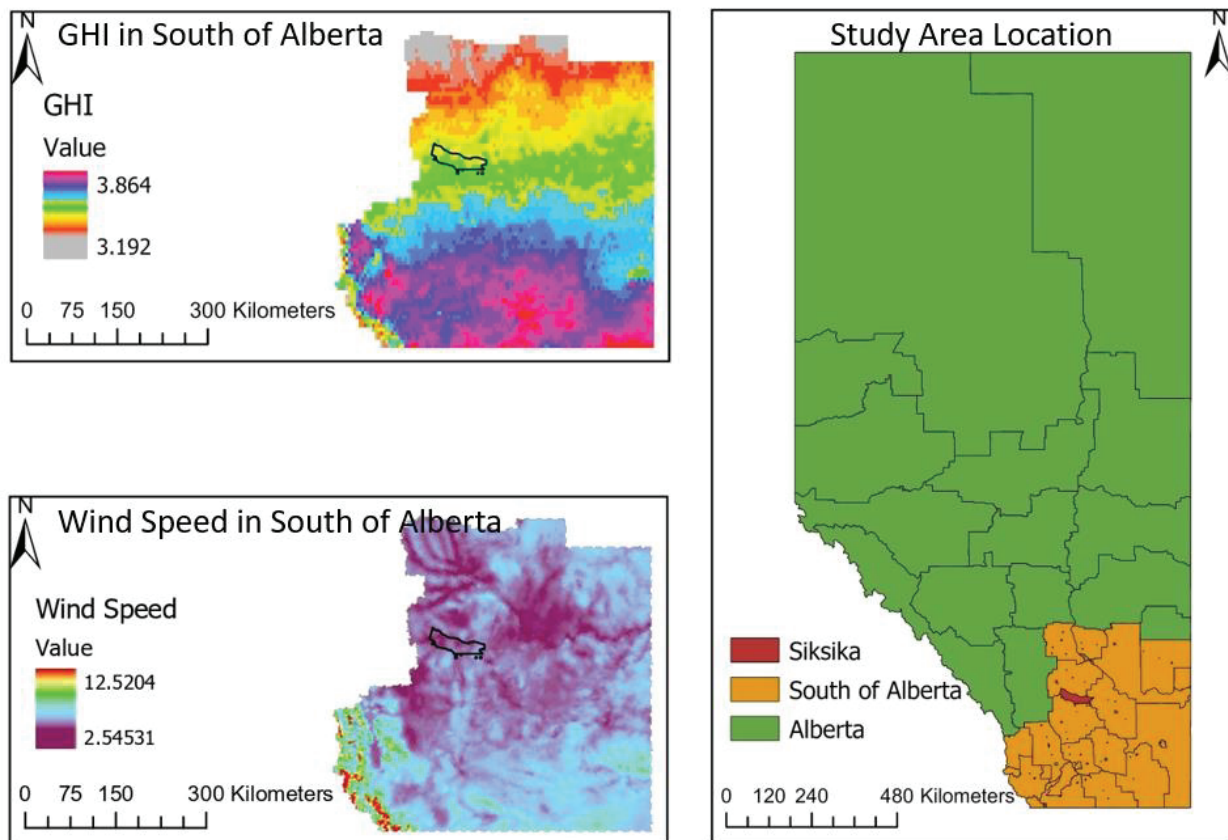 N
GHI in South of Alberta
GHI
Value
3.864
3.192
0 75 150 300 Kilometers
N
Wind Speed in South of Alberta
Wind Speed
Value
12.5204
2.54531
0 75 150 300 Kilometers
Study Area Location
N
Siksika
South of Alberta
Alberta
0 120 240 480 Kilometers